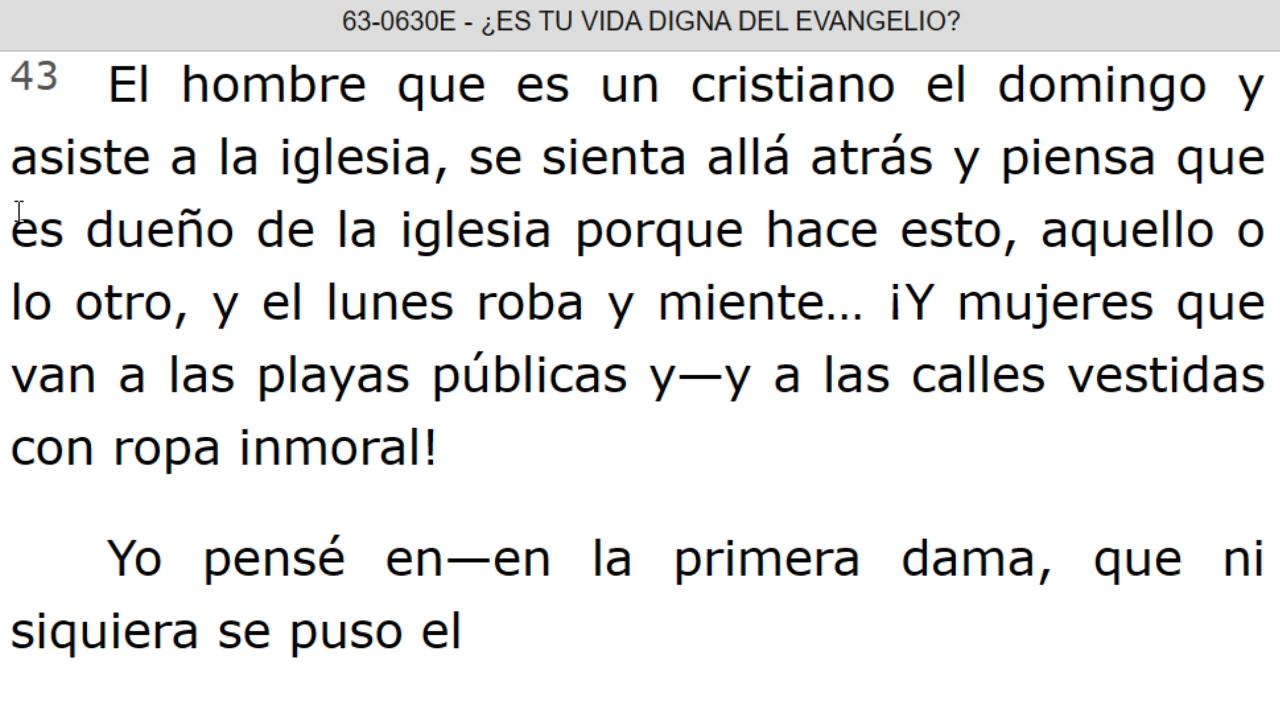 63-0630E - ¿ES TU VIDA DIGNA DEL EVANGELIO?
43 El hombre que es un cristiano el domingo y
asiste a la iglesia, se sienta allá atrás y piensa que
es dueño de la iglesia porque hace esto, aquello o
lo otro, y el lunes roba y miente… ¡Y mujeres que
van a las playas públicas y—y a las calles vestidas
con ropa inmoral!
Yo pensé en—en la primera dama, que ni
siquiera se puso el